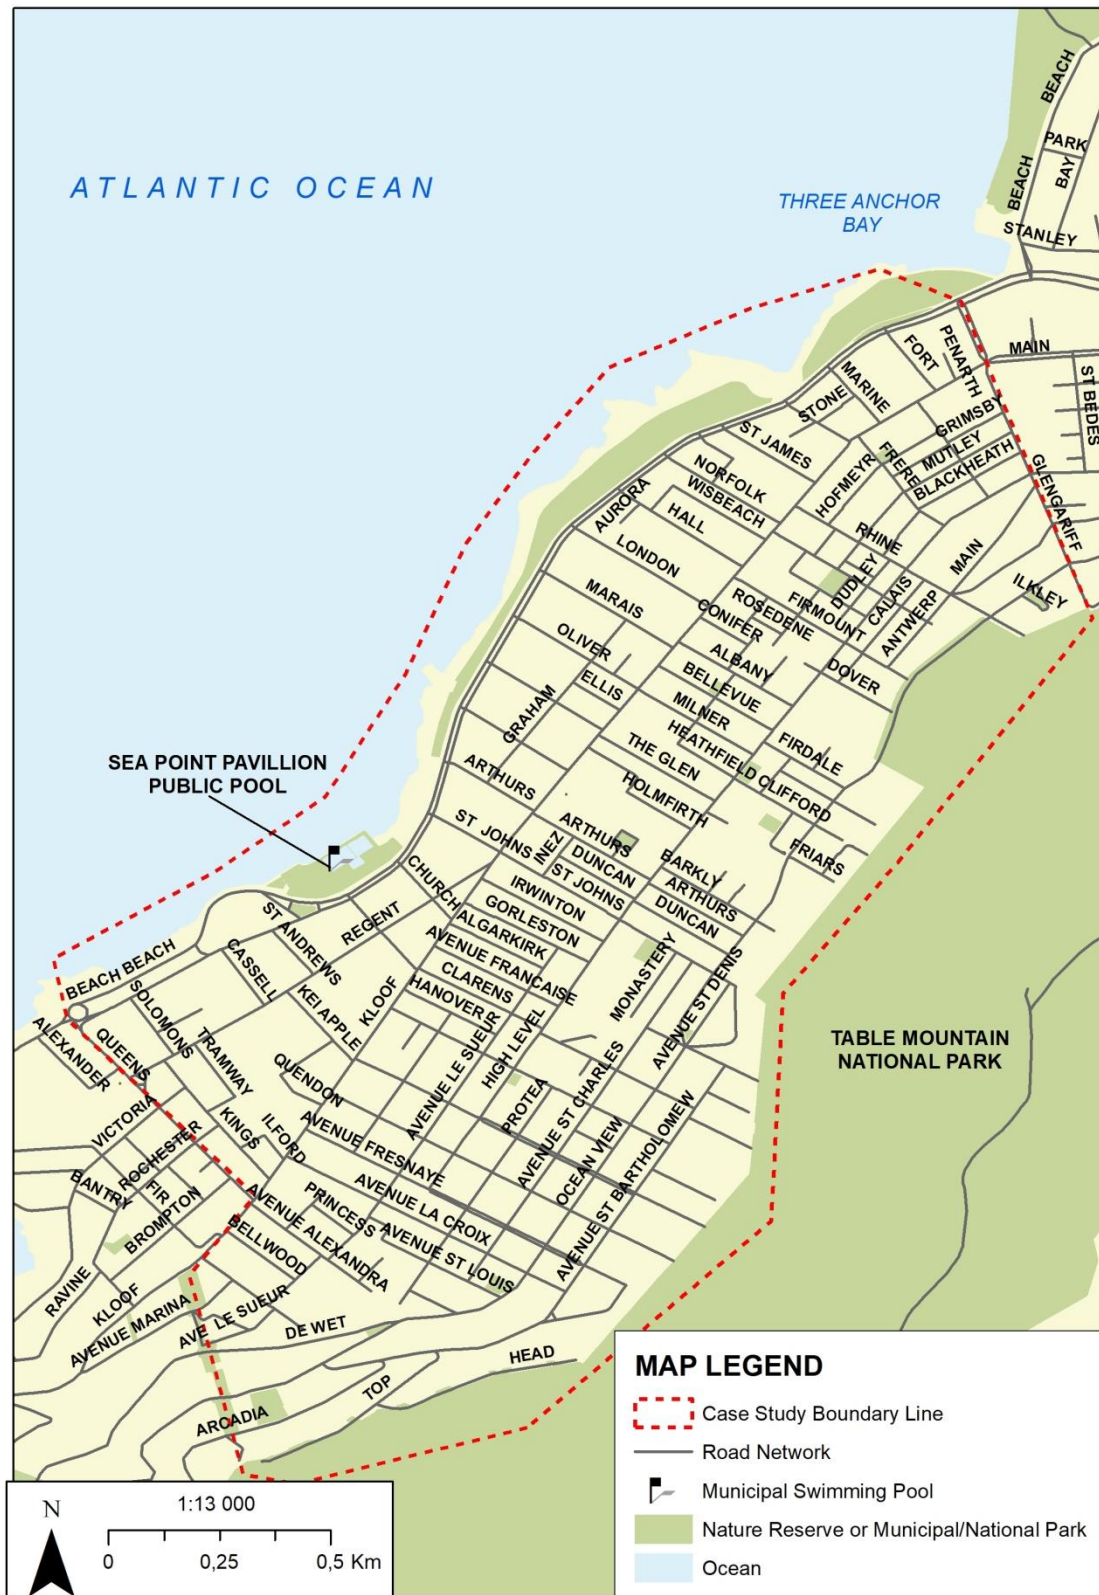 BEACH
PARK
BAY
BEACH
STANLEY
ATLANTIC OCEAN
THREE ANCHOR
BAY
MAIN
PENARTH
FORT
ST BEDES
MARINE
STONE
GRIMSBY
ST JAMES
MUTLEY
FRERE
BLACKHEATH
HOFMEYR
NORFOLK
WISBEACH
GLENGARIFF
AURORA
HALL
RHINE
MAIN
LONDON
DUDLEY
ILKLEY
CALAIS
MARAIS
ROSEDENE
FIRMOUNT
CONIFER
ANTWERP
OLIVER
ALBANY
DOVER
BELLEVUE
ELLIS
MILNER
GRAHAM
HEATHFIELD
FIRDALE
THE GLEN
CLIFFORD
SEA POINT PAVILLION
PUBLIC POOL
ARTHURS
HOLMFIRTH
ST JOHNS
INEZ
ARTHURS
FRIARS
DUNCAN
BARKLY
CHURCH
IRWINTON
ST JOHNS
ARTHURS
DUNCAN
REGENT
ST ANDREWS
GORLESTON
ALGARKIRK
CASSELL
AVENUE FRANCAISE
MONASTERY
BEACH BEACH
KLOOF
CLARENS
AVENUE ST DENIS
HANOVER
SOLOMONS
KEI APPLE
ALEXANDER
QUEENS
TRAMWAY
AVENUE LE SUEUR
HIGH LEVEL
TABLE MOUNTAIN
NATIONAL PARK
QUENDON
PROTEA
AVENUE ST CHARLES
VICTORIA
KINGS
ILFORD
ROCHESTER
AVENUE FRESNAYE
OCEAN VIEW
AVENUE ST BARTHOLOMEW
BANTRY
FIR
BROMPTON
AVENUE LA CROIX
PRINCESS
AVENUE ALEXANDRA
BELLWOOD
AVENUE ST LOUIS
RAVINE
KLOOF
AVENUE MARINA
AVE LE SUEUR
DE WET
HEAD
TOP
ARCADIA
MAP LEGEND
Case Study Boundary Line
Road Network
Municipal Swimming Pool
Nature Reserve or Municipal/National Park
Ocean
N
1:13 000
0 0,25 0,5 Km